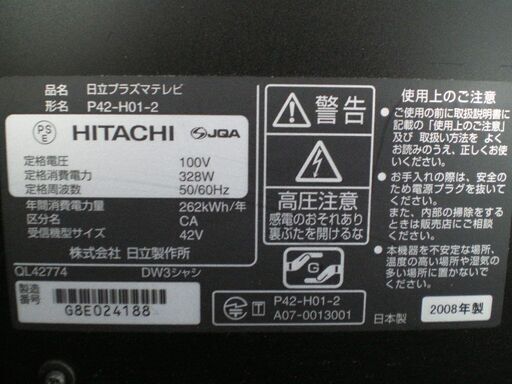 品名 日立プラズマテレビ
形名 P42-H01-2
PS
E
HITACHI JQA
定格電圧 100V
定格消費電力 328W
定格周波数 50/60Hz
年間消費電力量 262kWh/年
区分名 CA
受信機型サイズ 42V
株式会社 日立製作所
QL42774 DW3シャシ
製造
番号
G8E024188
警告
高圧注意
感電のおそれあり
裏ぶたを開けるな
G
T P42-H01-2
A07-0013001
使用上のご注意
● ご使用の前に取扱説明書に
記載の「使用上のご注意」
及び 取扱い方法を よく
お読みのうえ、正しくお使
いください。
● お手入れの際は、安全の
ため電源プラグを抜いて
ください。
また、内部の掃除をする
ときは販売店にご相談
ください。
● 本機器を不安定な場所、
温度の高い場所や湿気の
多い場所に置かないで
ください。
日本製 2008年製